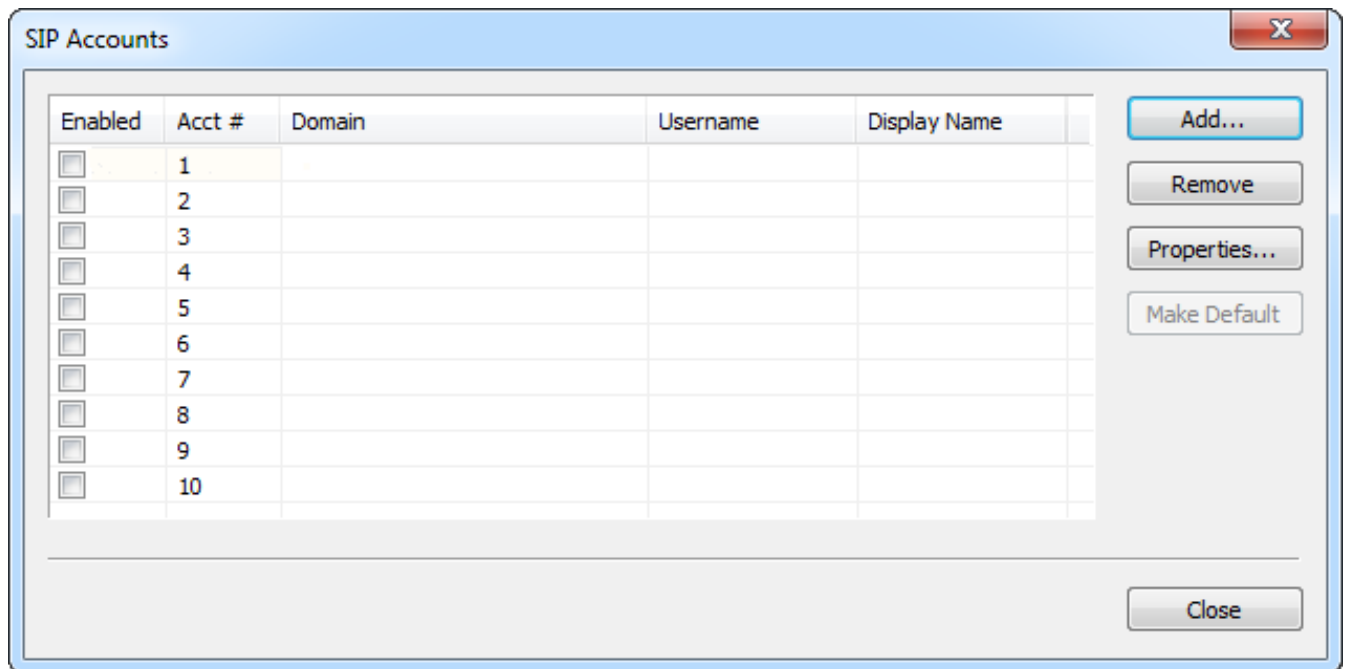 SIP Accounts
Enabled Acct # Domain Username Display Name
1
2
3
4
5
6
7
8
9
10
Add...
Remove
Properties...
Make Default
Close